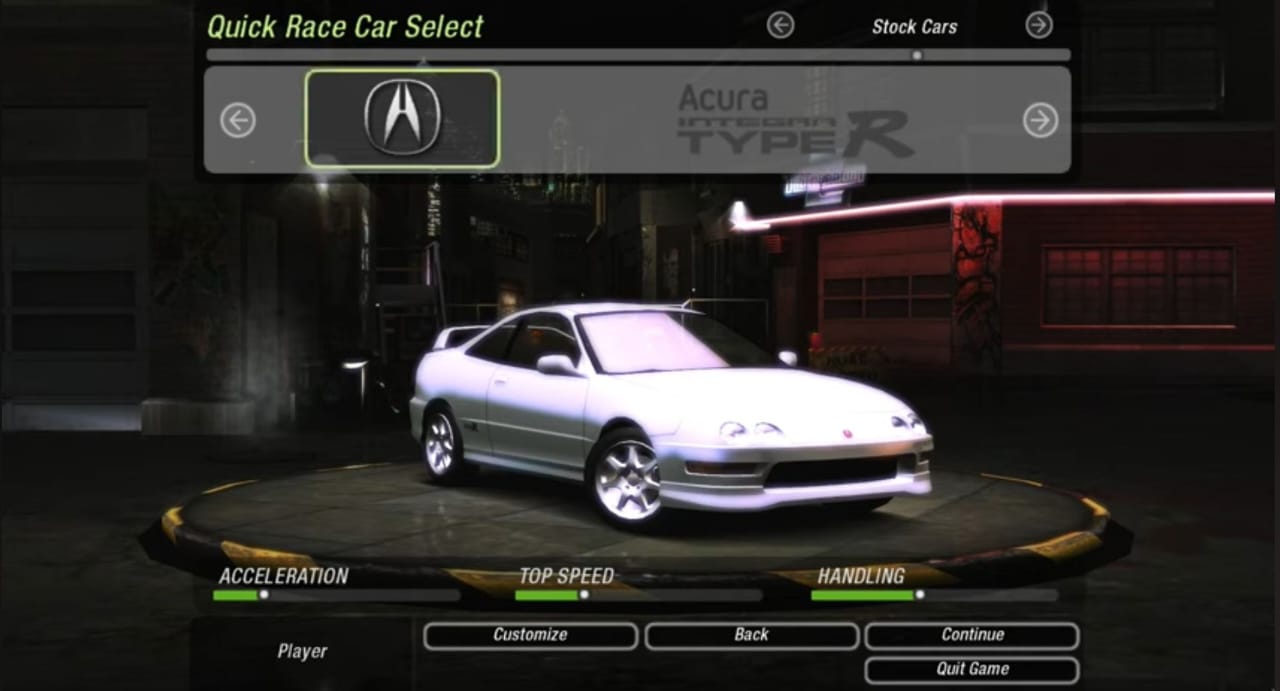 Quick Race Car Select
Stock Cars
Acura
INTEGRA
TYPE R
ACCELERATION
TOP SPEED
HANDLING
Player
Customize
Back
Continue
Quit Game